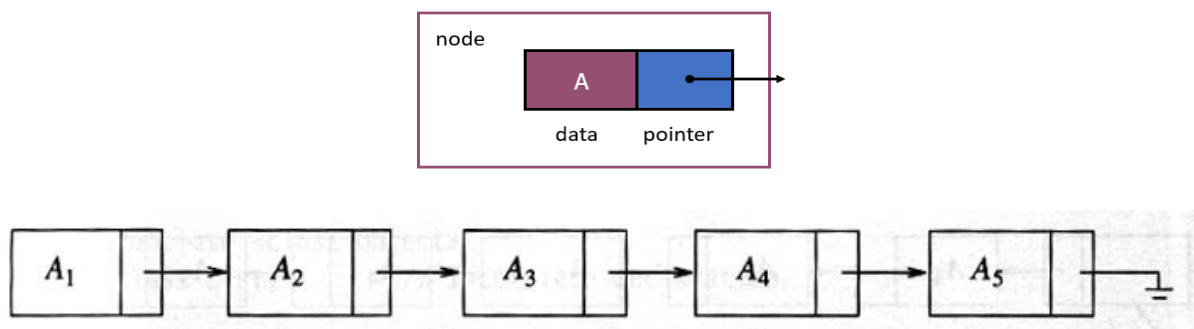 node
A
data pointer
A₁ A₂ A₃ A₄ A₅